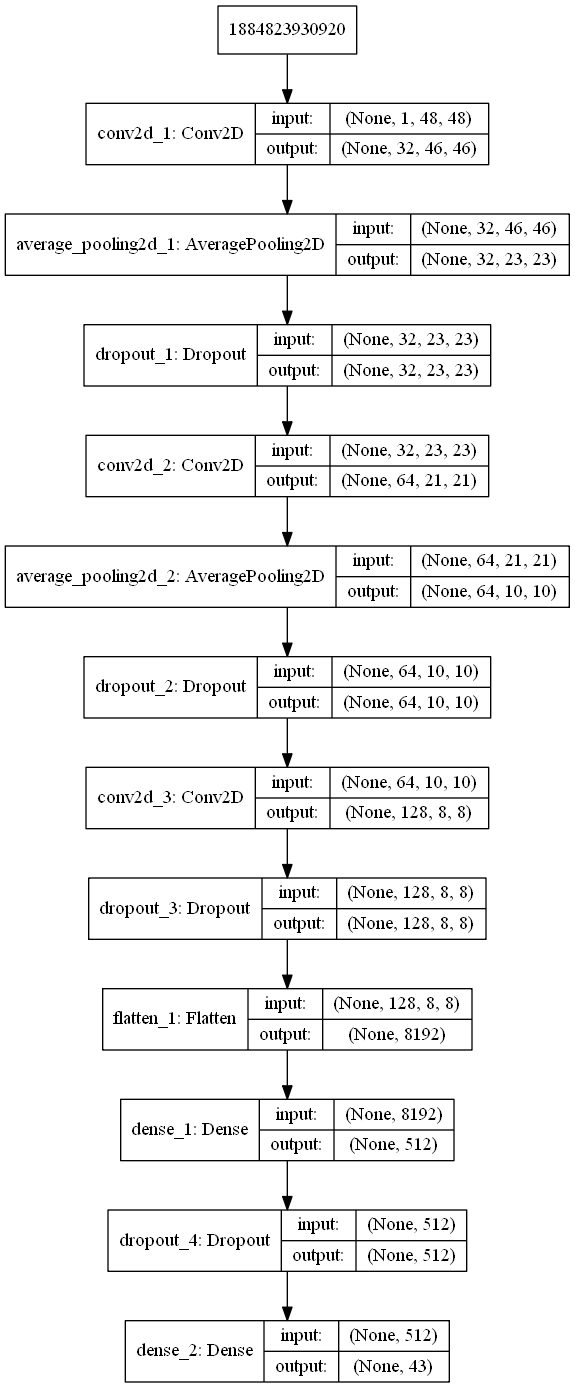 1884823930920
conv2d_1: Conv2D
input: (None, 1, 48, 48)
output: (None, 32, 46, 46)
average_pooling2d_1: AveragePooling2D
input: (None, 32, 46, 46)
output: (None, 32, 23, 23)
dropout_1: Dropout
input: (None, 32, 23, 23)
output: (None, 32, 23, 23)
conv2d_2: Conv2D
input: (None, 32, 23, 23)
output: (None, 64, 21, 21)
average_pooling2d_2: AveragePooling2D
input: (None, 64, 21, 21)
output: (None, 64, 10, 10)
dropout_2: Dropout
input: (None, 64, 10, 10)
output: (None, 64, 10, 10)
conv2d_3: Conv2D
input: (None, 64, 10, 10)
output: (None, 128, 8, 8)
dropout_3: Dropout
input: (None, 128, 8, 8)
output: (None, 128, 8, 8)
flatten_1: Flatten
input: (None, 128, 8, 8)
output: (None, 8192)
dense_1: Dense
input: (None, 8192)
output: (None, 512)
dropout_4: Dropout
input: (None, 512)
output: (None, 512)
dense_2: Dense
input: (None, 512)
output: (None, 43)